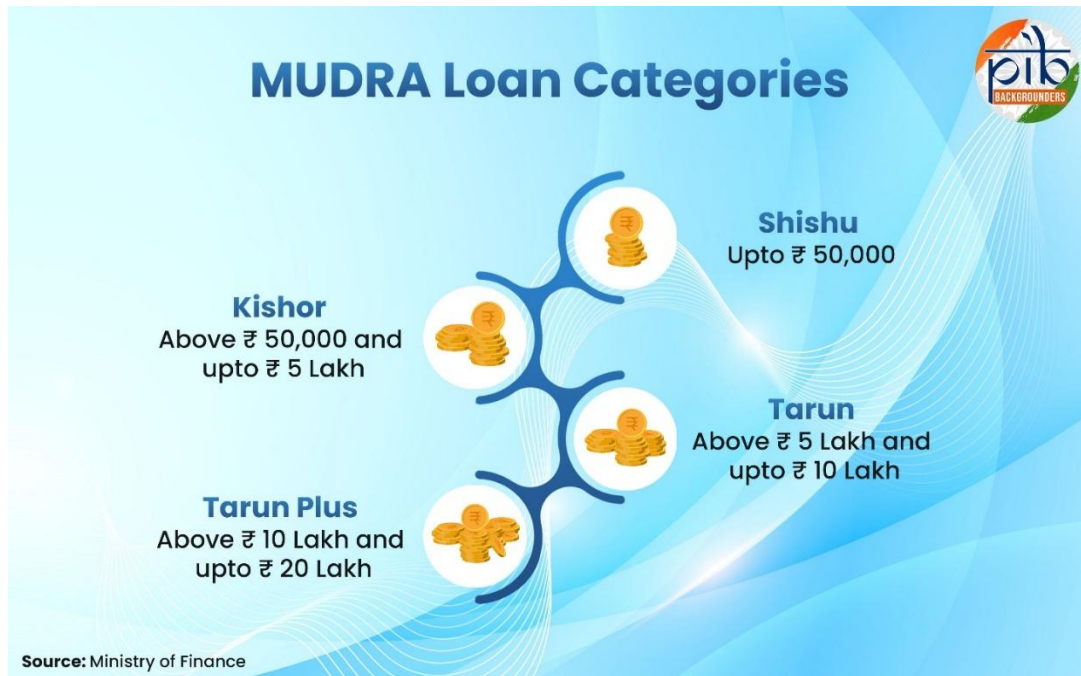 MUDRA Loan Categories
pib
BACKGROUNDERS
Shishu
Upto ₹ 50,000
Kishor
Above ₹ 50,000 and
upto ₹ 5 Lakh
Tarun
Above ₹ 5 Lakh and
upto ₹ 10 Lakh
Tarun Plus
Above ₹ 10 Lakh and
upto ₹ 20 Lakh
Source: Ministry of Finance